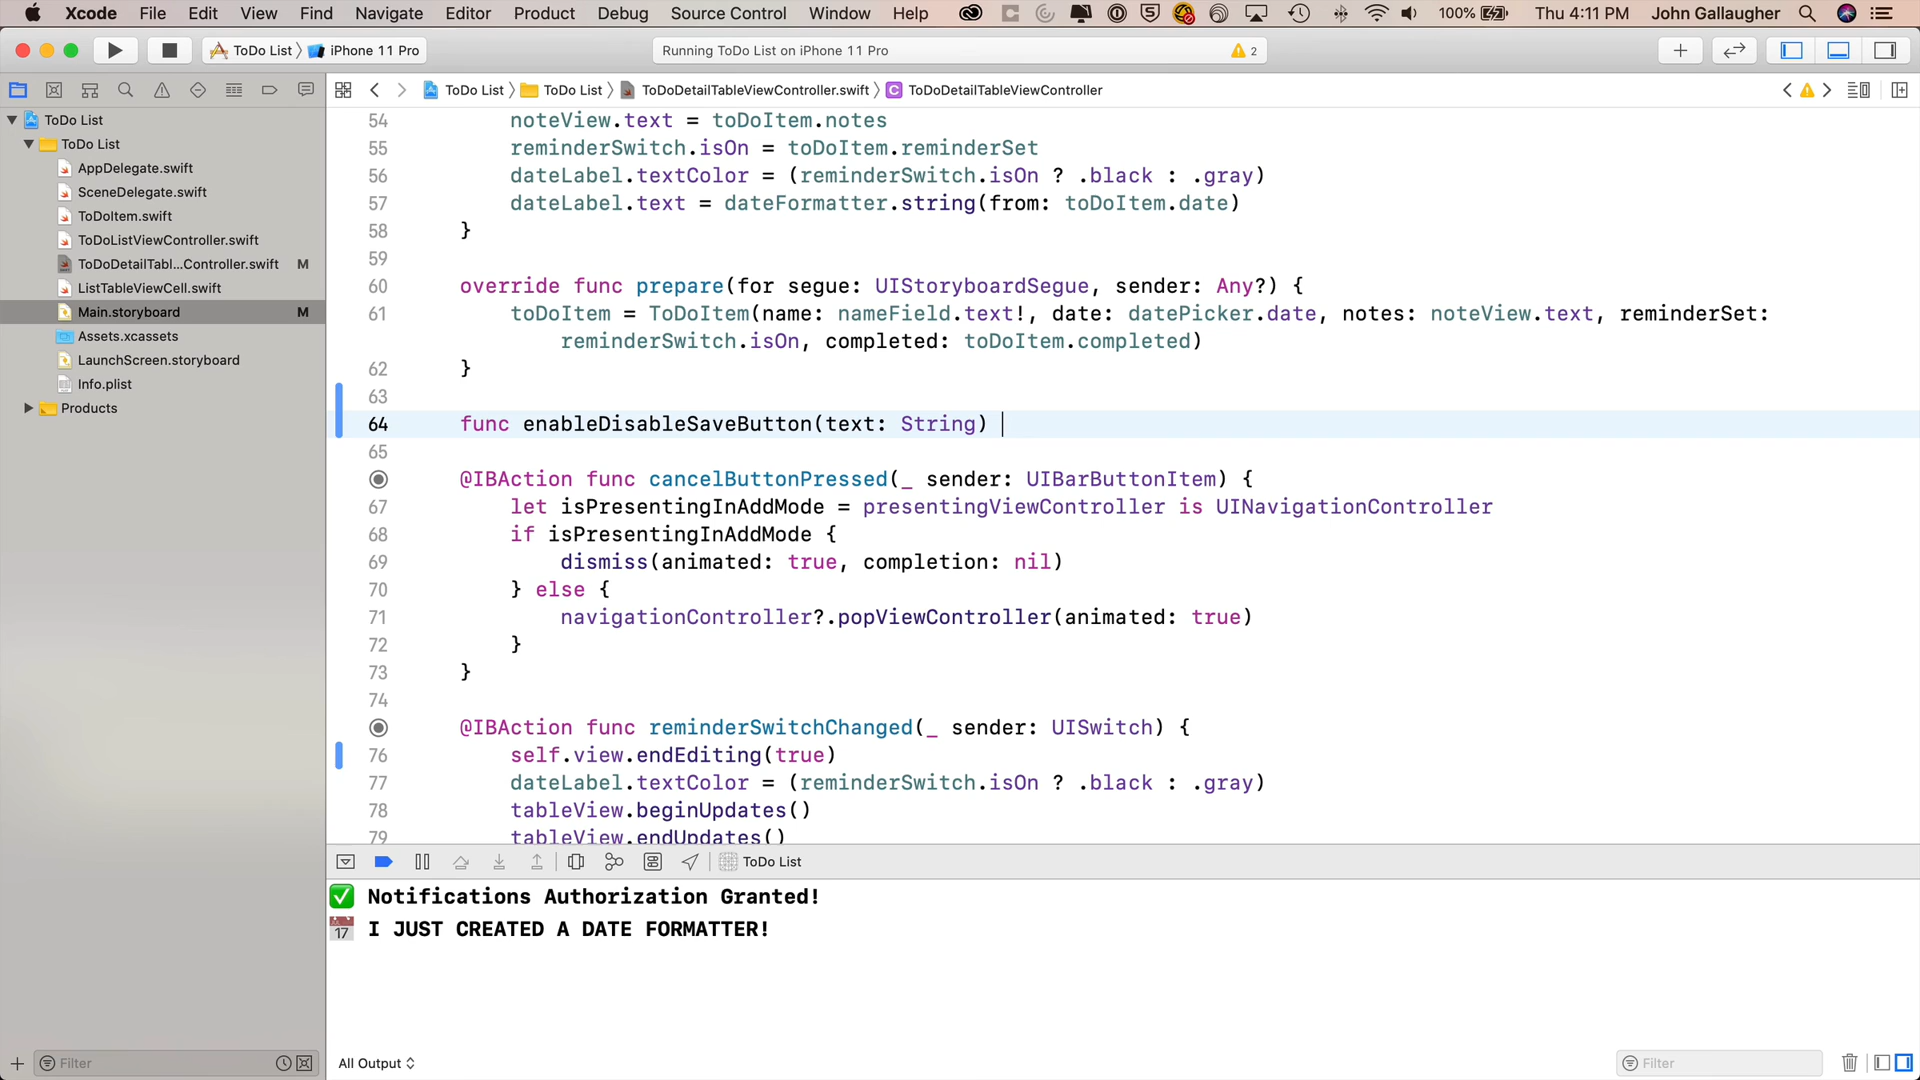 Xcode File Edit View Find Navigate Editor Product Debug Source Control Window Help 100% Thu 4:11 PM John Gallaugher
ToDo List iPhone 11 Pro Running ToDo List on iPhone 11 Pro 2
ToDo List ToDo List ToDoDetailTableViewController.swift ToDoDetailTableViewController
ToDo List
ToDo List
AppDelegate.swift
SceneDelegate.swift
ToDoItem.swift
ToDoListViewController.swift
ToDoDetailTabl...Controller.swift M
ListTableViewCell.swift
Main.storyboard M
Assets.xcassets
LaunchScreen.storyboard
Info.plist
Products
Filter
54 noteView.text = toDoItem.notes
55 reminderSwitch.isOn = toDoItem.reminderSet
56 dateLabel.textColor = (reminderSwitch.isOn ? .black : .gray)
57 dateLabel.text = dateFormatter.string(from: toDoItem.date)
58 }
59
60 override func prepare(for segue: UIStoryboardSegue, sender: Any?) {
61 toDoItem = ToDoItem(name: nameField.text!, date: datePicker.date, notes: noteView.text, reminderSet:
reminderSwitch.isOn, completed: toDoItem.completed)
62 }
63
64 func enableDisableSaveButton(text: String)
65
@IBAction func cancelButtonPressed(_ sender: UIBarButtonItem) {
67 let isPresentingInAddMode = presentingViewController is UINavigationController
68 if isPresentingInAddMode {
69 dismiss(animated: true, completion: nil)
70 } else {
71 navigationController?.popViewController(animated: true)
72 }
73 }
74
@IBAction func reminderSwitchChanged(_ sender: UISwitch) {
76 self.view.endEditing(true)
77 dateLabel.textColor = (reminderSwitch.isOn ? .black : .gray)
78 tableView.beginUpdates()
79 tableView.endUpdates()
ToDo List
✅ Notifications Authorization Granted!
17 I JUST CREATED A DATE FORMATTER!
All Output Filter